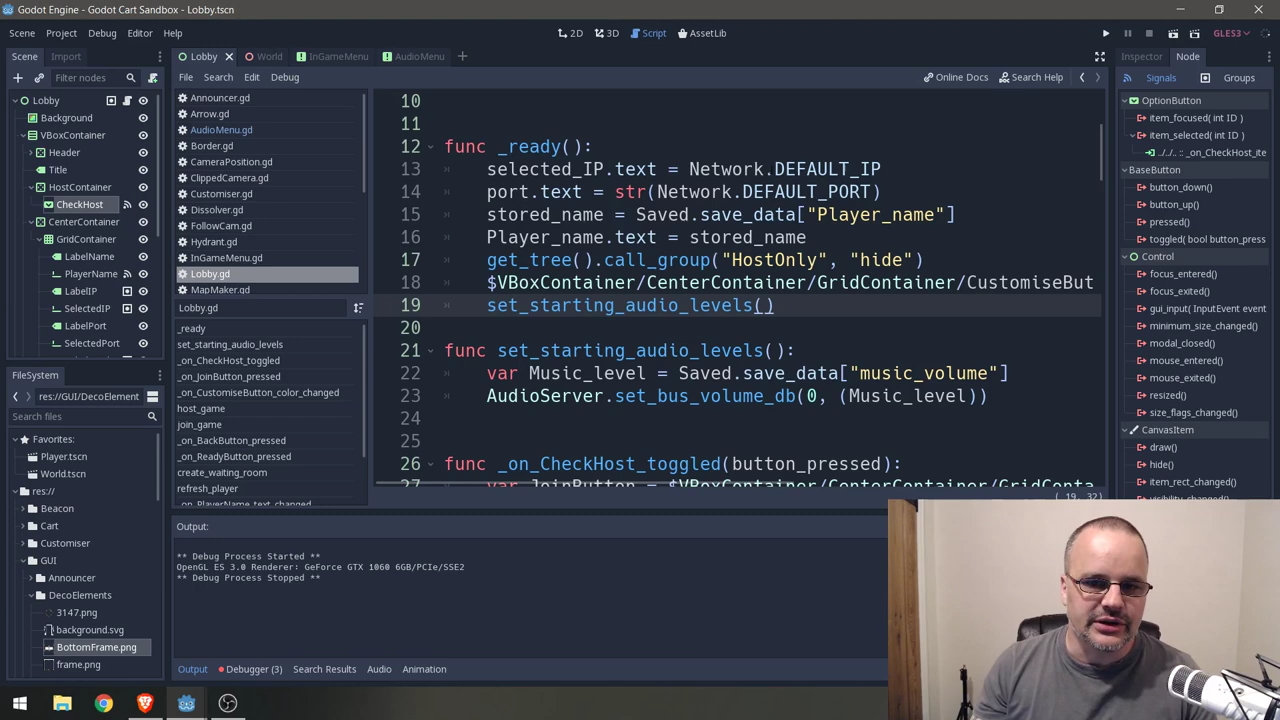 Godot Engine - Godot Cart Sandbox - Lobby.tscn
Scene Project Debug Editor Help
2D 3D Script AssetLib
GLES3
Scene Import
Filter nodes
Lobby
Background
VBoxContainer
Header
Title
HostContainer
CheckHost
CenterContainer
GridContainer
LabelName
PlayerName
LabelIP
SelectedIP
LabelPort
SelectedPort
FileSystem
res://GUI/DecoElement
Search files
Favorites:
Player.tscn
World.tscn
res://
Beacon
Cart
Customiser
GUI
Announcer
DecoElements
3147.png
background.svg
BottomFrame.png
frame.png
Lobby World InGameMenu AudioMenu
File Search Edit Debug
Online Docs Search Help
Announcer.gd
Arrow.gd
AudioMenu.gd
Border.gd
CameraPosition.gd
ClippedCamera.gd
Customiser.gd
Dissolver.gd
FollowCam.gd
Hydrant.gd
InGameMenu.gd
Lobby.gd
MapMaker.gd
Lobby.gd
_ready
set_starting_audio_levels
_on_CheckHost_toggled
_on_JoinButton_pressed
_on_CustomiseButton_color_changed
host_game
join_game
_on_BackButton_pressed
_on_ReadyButton_pressed
create_waiting_room
refresh_player
_on_PlayerName_text_changed
10
11
12 func _ready():
13 selected_IP.text = Network.DEFAULT_IP
14 port.text = str(Network.DEFAULT_PORT)
15 stored_name = Saved.save_data["Player_name"]
16 Player_name.text = stored_name
17 get_tree().call_group("HostOnly", "hide")
18 $VBoxContainer/CenterContainer/GridContainer/CustomiseBut
19 set_starting_audio_levels()
20
21 func set_starting_audio_levels():
22 var Music_level = Saved.save_data["music_volume"]
23 AudioServer.set_bus_volume_db(0, (Music_level))
24
25
26 func _on_CheckHost_toggled(button_pressed):
27 var JoinButton = $VBoxContainer/CenterContainer/GridConta
( 19, 32)
Output:
** Debug Process Started **
OpenGL ES 3.0 Renderer: GeForce GTX 1060 6GB/PCIe/SSE2
** Debug Process Stopped **
Output Debugger (3) Search Results Audio Animation
Inspector Node
Signals Groups
OptionButton
item_focused( int ID )
item_selected( int ID )
../../.. :: _on_CheckHost_ite
BaseButton
button_down()
button_up()
pressed()
toggled( bool button_press
Control
focus_entered()
focus_exited()
gui_input( InputEvent event
minimum_size_changed()
modal_closed()
mouse_entered()
mouse_exited()
resized()
size_flags_changed()
CanvasItem
draw()
hide()
item_rect_changed()
visibility_changed()